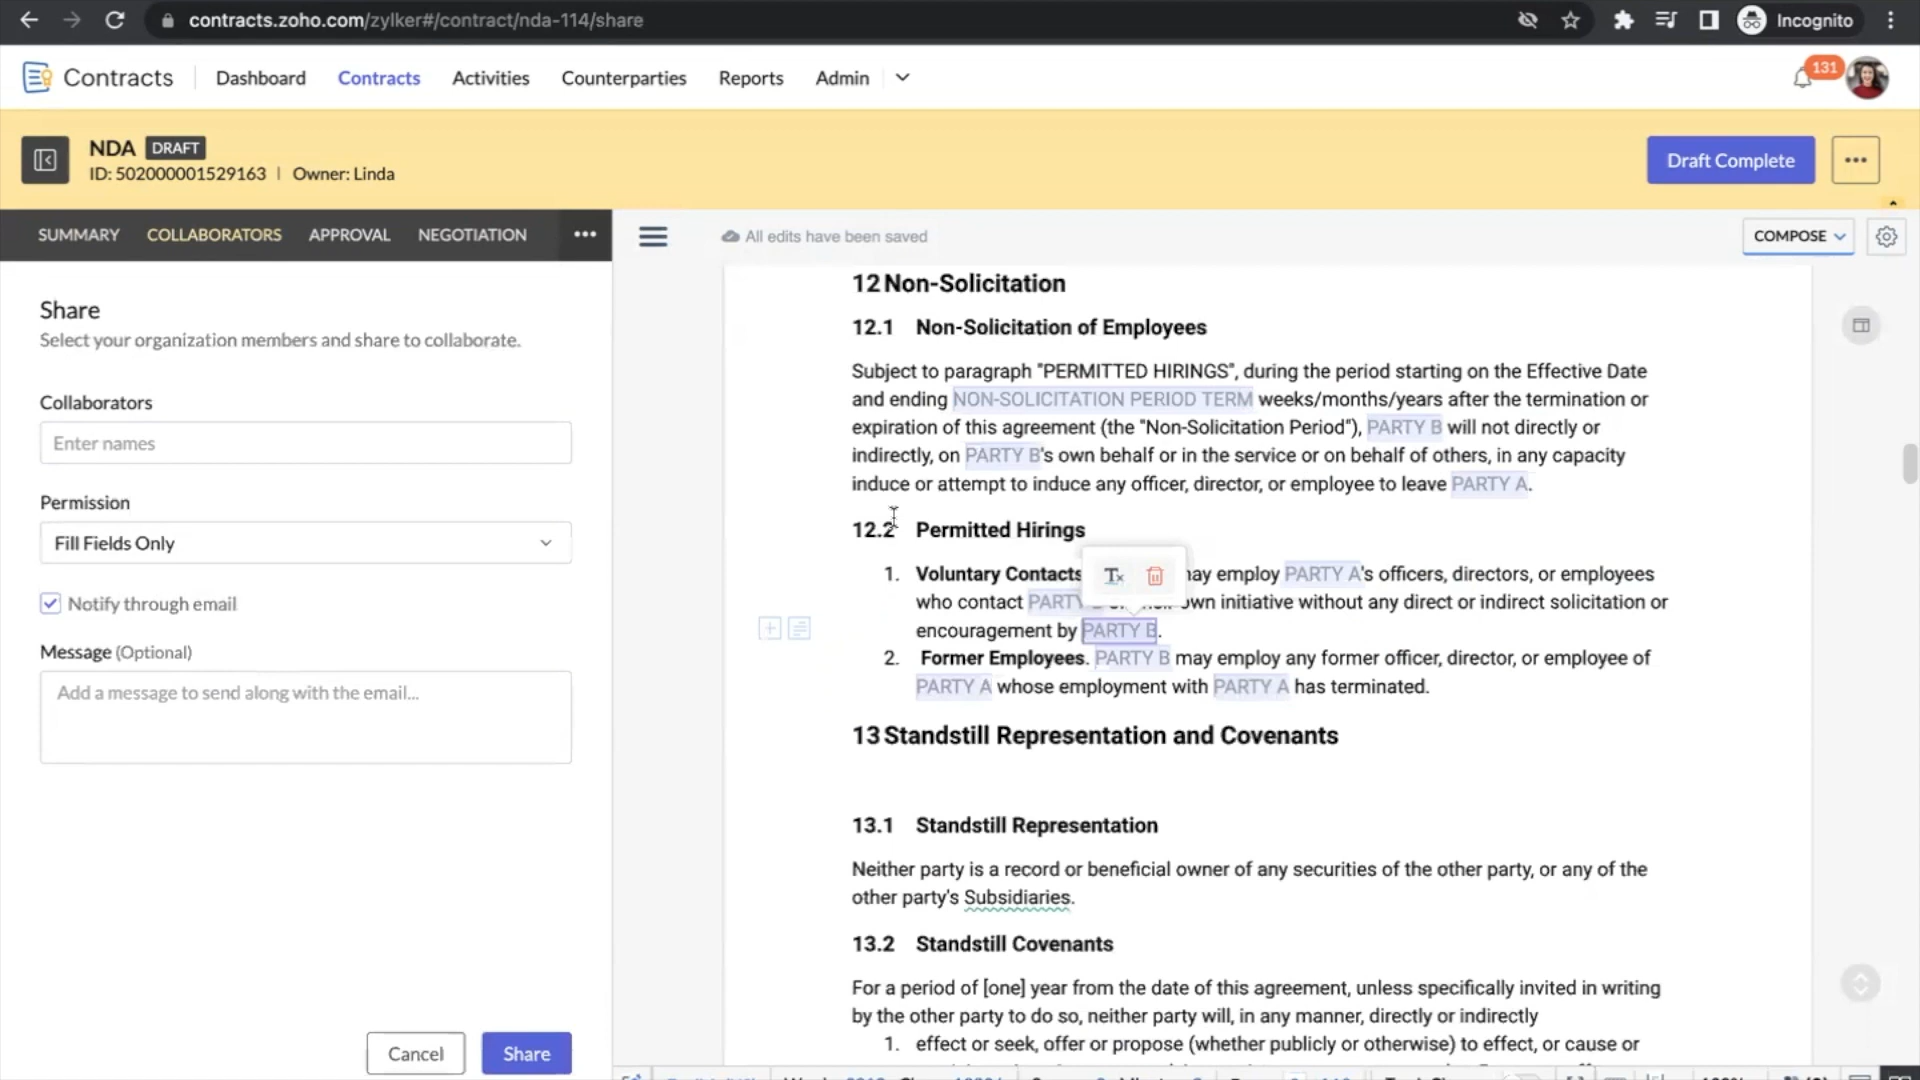 contracts.zoho.com/zylker#/contract/nda-114/share
Incognito
Contracts
Dashboard
Contracts
Activities
Counterparties
Reports
Admin
131
NDA DRAFT
ID: 502000001529163 | Owner: Linda
Draft Complete
SUMMARY
COLLABORATORS
APPROVAL
NEGOTIATION
All edits have been saved
COMPOSE
Share
Select your organization members and share to collaborate.
Collaborators
Enter names
Permission
Fill Fields Only
Notify through email
Message (Optional)
Add a message to send along with the email...
Cancel
Share
12 Non-Solicitation
12.1 Non-Solicitation of Employees
Subject to paragraph "PERMITTED HIRINGS", during the period starting on the Effective Date
and ending NON-SOLICITATION PERIOD TERM weeks/months/years after the termination or
expiration of this agreement (the "Non-Solicitation Period"), PARTY B will not directly or
indirectly, on PARTY B's own behalf or in the service or on behalf of others, in any capacity
induce or attempt to induce any officer, director, or employee to leave PARTY A.
12.2 Permitted Hirings
1. Voluntary Contacts may employ PARTY A's officers, directors, or employees
who contact PARTY own initiative without any direct or indirect solicitation or
encouragement by PARTY B.
2. Former Employees. PARTY B may employ any former officer, director, or employee of
PARTY A whose employment with PARTY A has terminated.
13 Standstill Representation and Covenants
13.1 Standstill Representation
Neither party is a record or beneficial owner of any securities of the other party, or any of the
other party's Subsidiaries.
13.2 Standstill Covenants
For a period of [one] year from the date of this agreement, unless specifically invited in writing
by the other party to do so, neither party will, in any manner, directly or indirectly
1. effect or seek, offer or propose (whether publicly or otherwise) to effect, or cause or